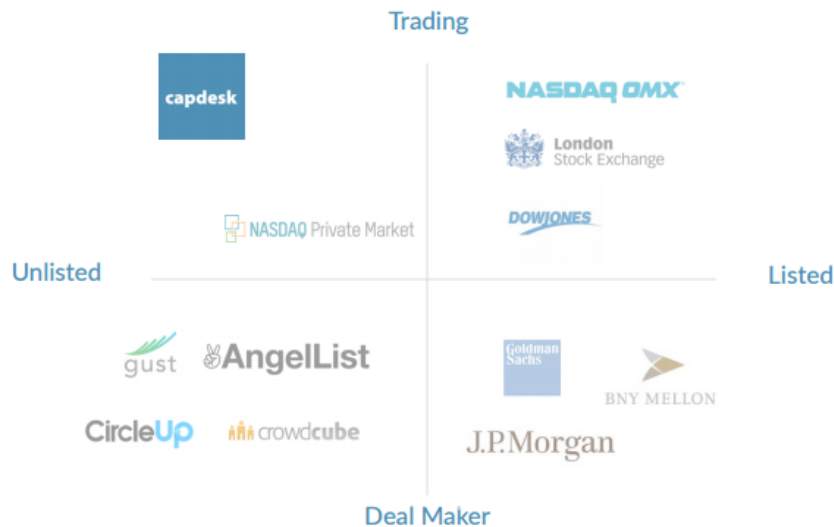 Trading
capdesk
NASDAQ OMX
London
Stock Exchange
NASDAQ Private Market
DOWJONES
Unlisted
Listed
gust
AngelList
Goldman
Sachs
BNY MELLON
CircleUp
crowdcube
J.P.Morgan
Deal Maker